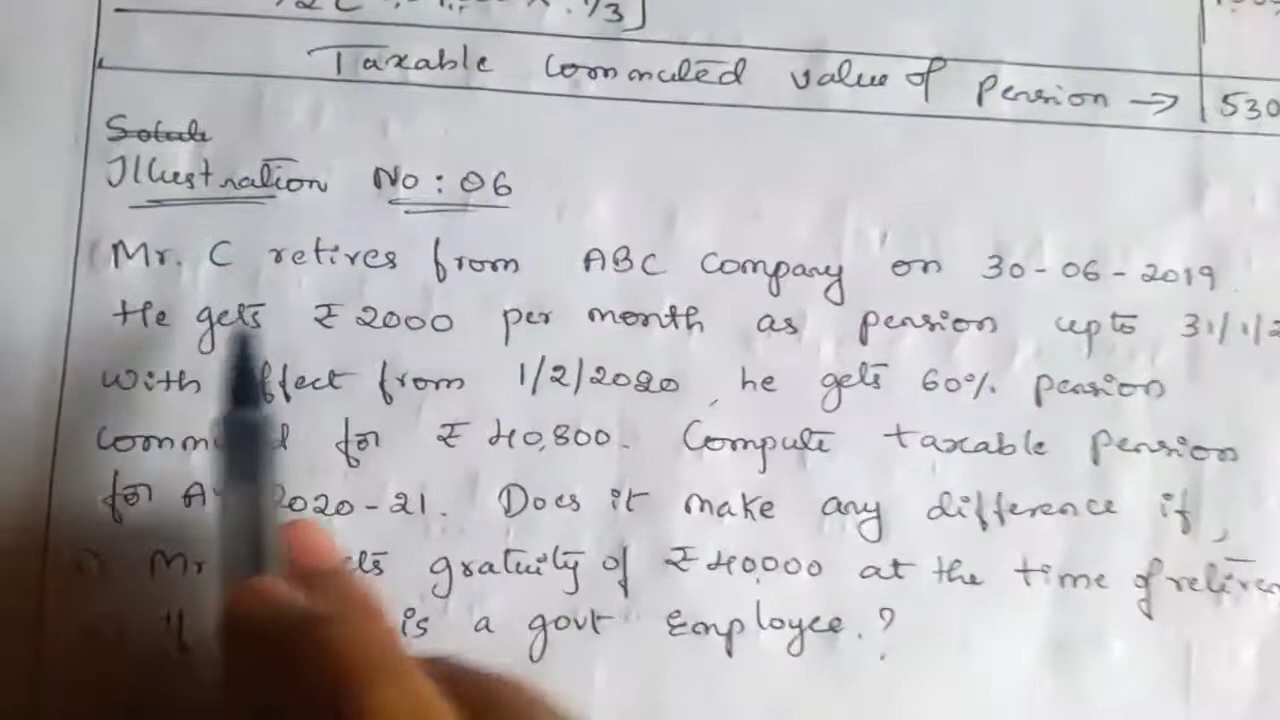 Taxable Commuted value of Pension → 530
Solut
Illustration No: 06
Mr. C retires from ABC Company on 30-06-2019.
He gets ₹ 2000 per month as pension upto 31/1/2
With effect from 1/2/2020, he gets 60% pension
for ₹ 40,800. Compute taxable pension
for 2020-21. Does it make any difference if,
Mr gratuity of ₹ 40,000 at the time of
is a govt Employee.?